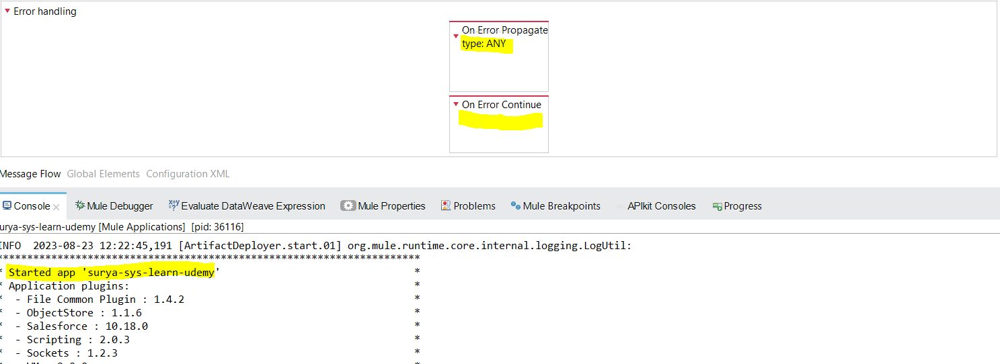 Error handling
On Error Propagate
type: ANY
On Error Continue
Message Flow Global Elements Configuration XML
Console Mule Debugger x+y =? Evaluate DataWeave Expression Mule Properties Problems Mule Breakpoints APIkit Consoles Progress
urya-sys-learn-udemy [Mule Applications] [pid: 36116]
INFO 2023-08-23 12:22:45,191 [ArtifactDeployer.start.01] org.mule.runtime.core.internal.logging.LogUtil:
**********************************************************************
* Started app 'surya-sys-learn-udemy' *
* Application plugins: *
* - File Common Plugin : 1.4.2 *
* - ObjectStore : 1.1.6 *
* - Salesforce : 10.18.0 *
* - Scripting : 2.0.3 *
* - Sockets : 1.2.3 *